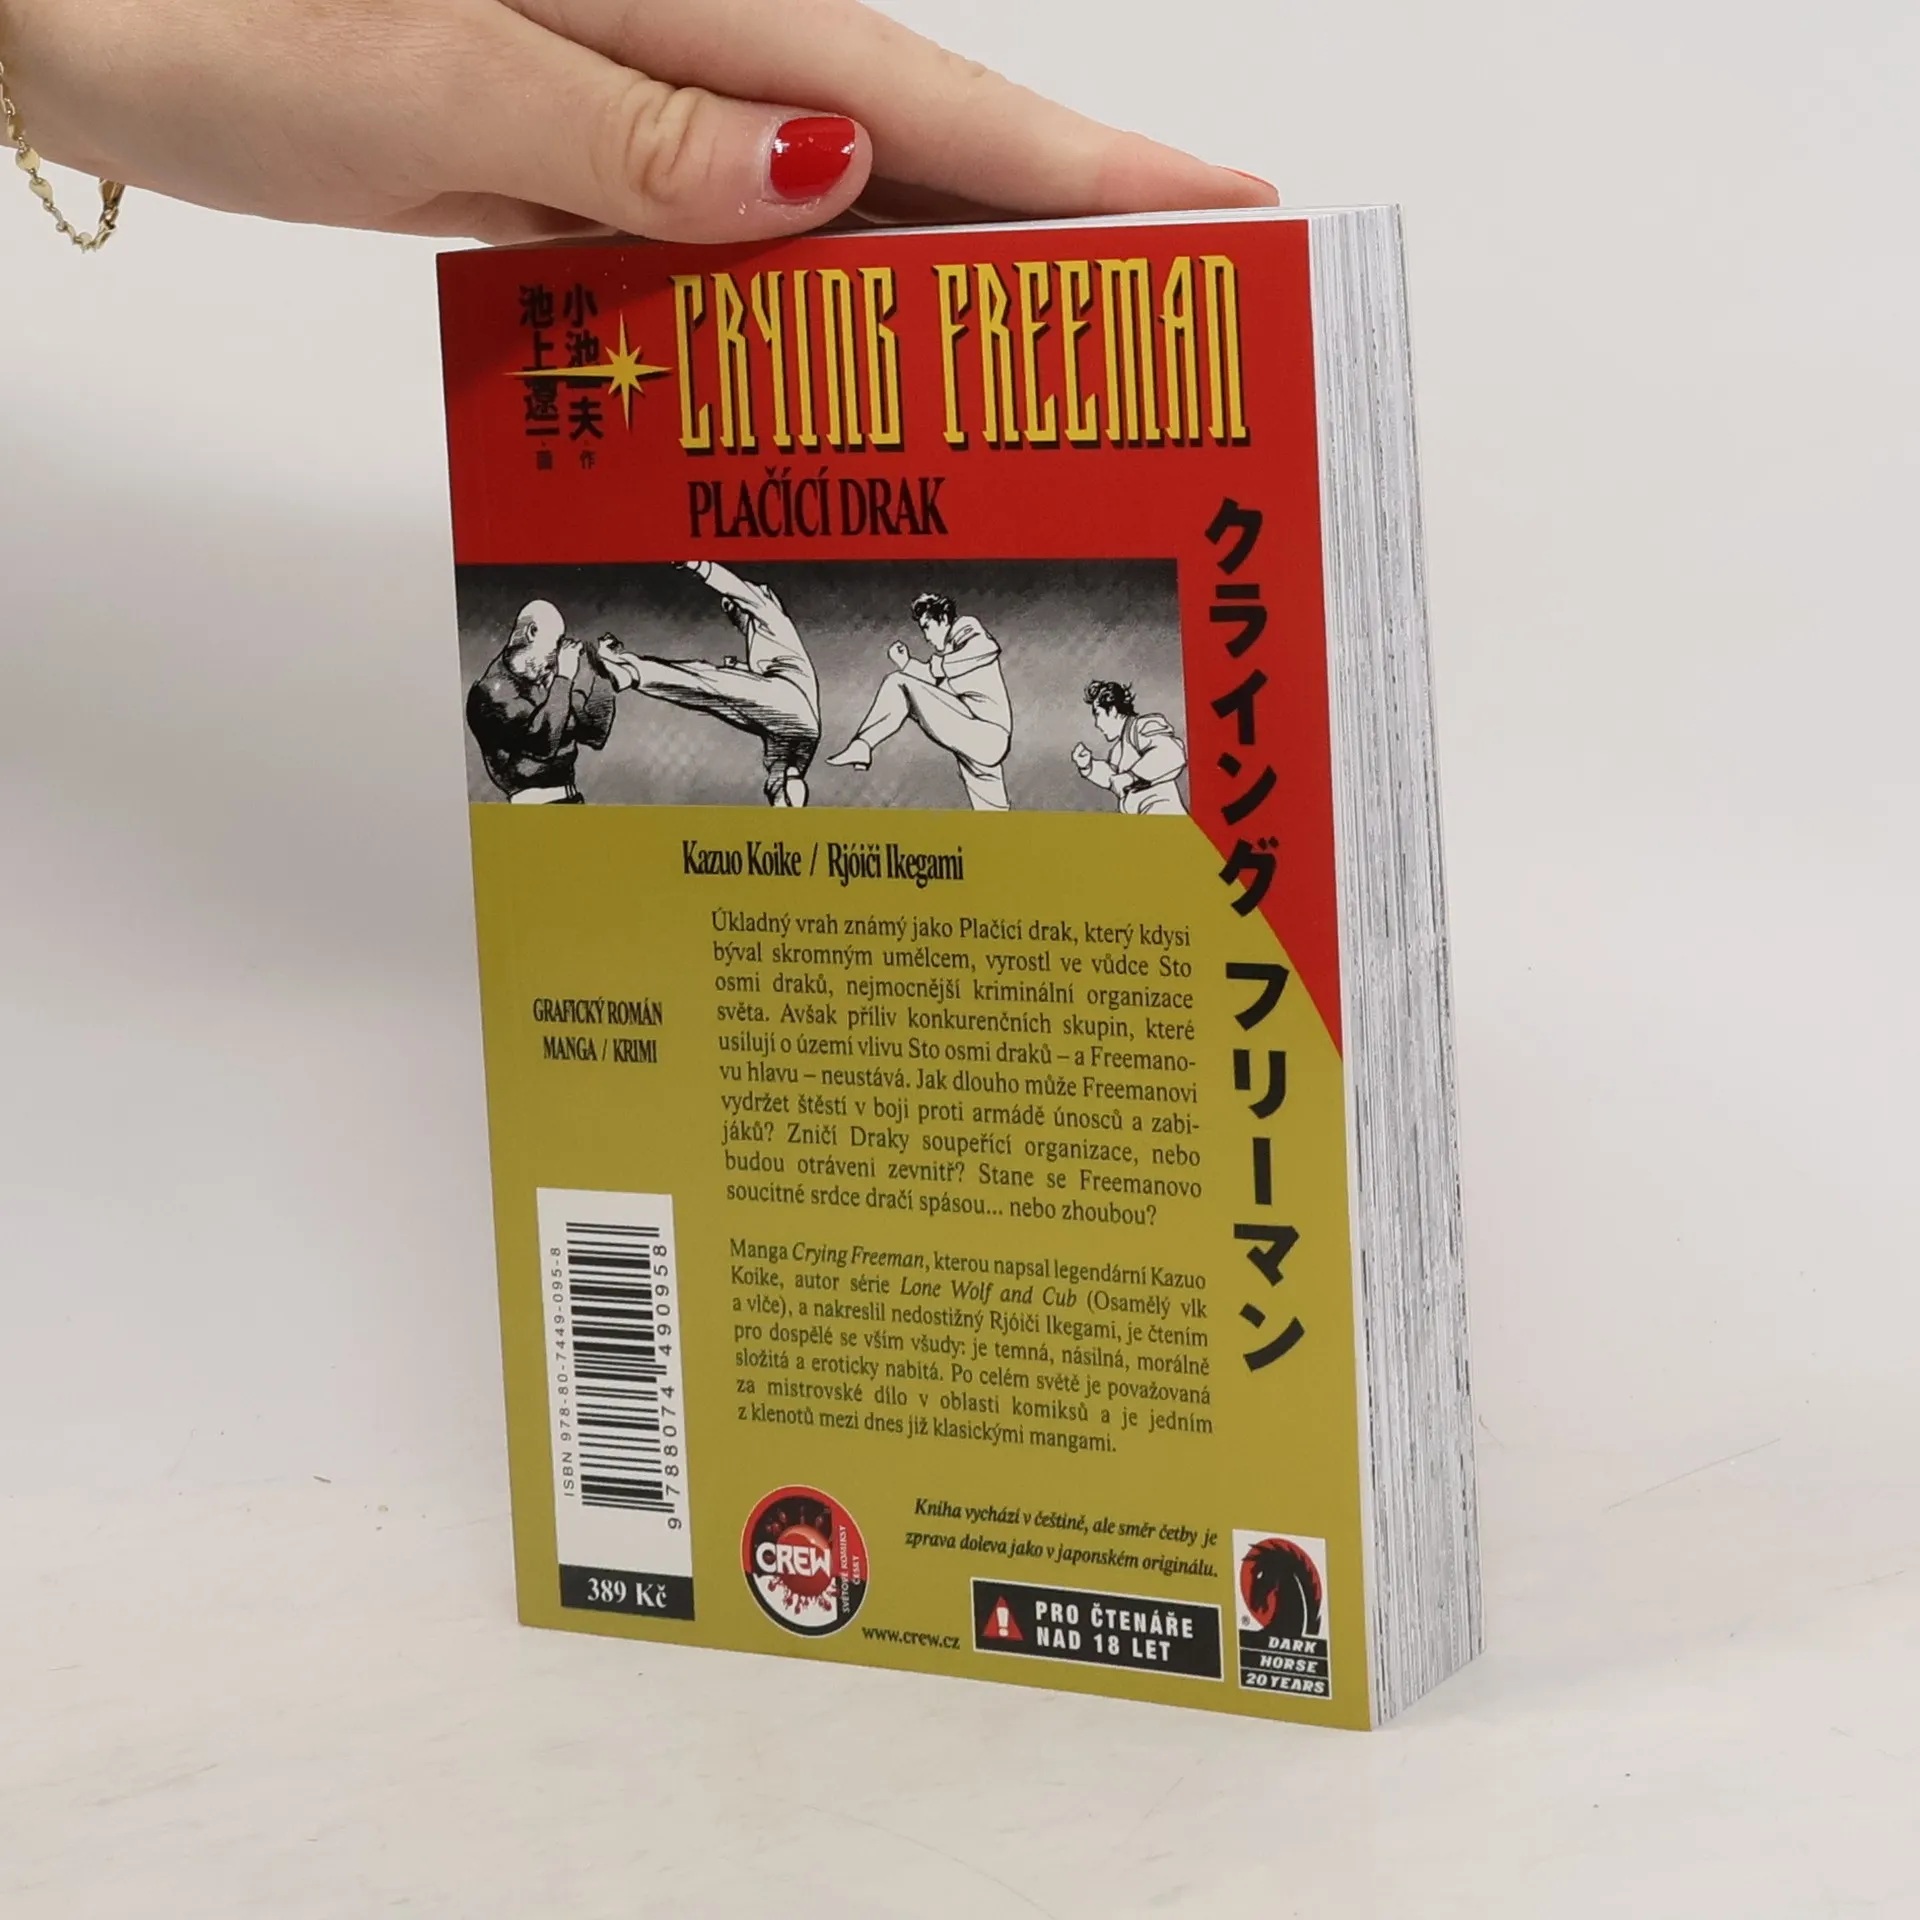 小池一夫・作
池上遼一・画
CRYING FREEMAN
PLAČÍCÍ DRAK
クライング フリーマン
Kazuo Koike / Rjóiči Ikegami
Úkladný vrah známý jako Plačící drak, který kdysi
býval skromným umělcem, vyrostl ve vůdce Sto
osmi draků, nejmocnější kriminální organizace
světa. Avšak příliv konkurenčních skupin, které
usilují o území vlivu Sto osmi draků – a Freemano-
vu hlavu – neustává. Jak dlouho může Freemanovi
vydržet štěstí v boji proti armádě únosců a zabi-
jáků? Zničí Draky soupeřící organizace, nebo
budou otráveni zevnitř? Stane se Freemanovo
soucitné srdce dračí spásou... nebo zhoubou?
GRAFICKÝ ROMÁN
MANGA / KRIMI
Manga Crying Freeman, kterou napsal legendární Kazuo
Koike, autor série Lone Wolf and Cub (Osamělý vlk
a vlče), a nakreslil nedostižný Rjóiči Ikegami, je čtením
pro dospělé se vším všudy: je temná, násilná, morálně
složitá a eroticky nabitá. Po celém světě je považovaná
za mistrovské dílo v oblasti komiksů a je jedním
z klenotů mezi dnes již klasickými mangami.
ISBN 978-80-7449-095-8
9 788074 490958
389 Kč
CREW
SVĚTOVÉ KOMIKSY
ČESKY
www.crew.cz
Kniha vychází v češtině, ale směr četby je
zprava doleva jako v japonském originálu.
PRO ČTENÁŘE
NAD 18 LET
®
DARK
HORSE
20 YEARS